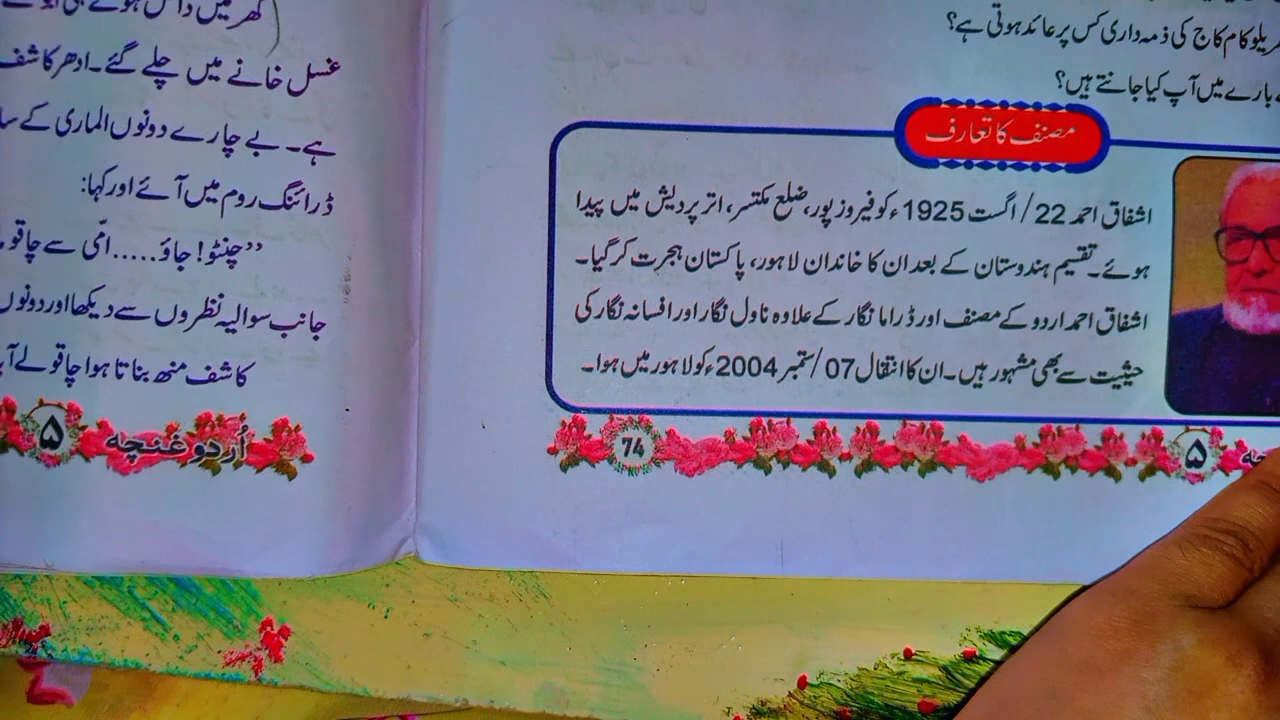 کام کاج کی ذمہ داری کس پر عائد ہوتی ہے؟
بارے میں آپ کیا جانتے ہیں؟
مصنف کا تعارف
اشفاق احمد 22/اگست 1925ء کو فیروز پور، ضلع مکتسر، اتر پردیش میں پیدا
ہوئے۔ تقسیم ہندوستان کے بعد ان کا خاندان لاہور، پاکستان ہجرت کر گیا۔
اشفاق احمد اردو کے مصنف اور ڈراما نگار کے علاوہ ناول نگار اور افسانہ نگار کی
حیثیت سے بھی مشہور ہیں۔ ان کا انتقال 07/ستمبر 2004ء کو لاہور میں ہوا۔
74
۵
گھر میں داخل ہوتے ہی
غسل خانے میں چلے گئے۔ ادھر کاشف
ہے۔ بے چارے دونوں الماری کے
ڈرائنگ روم میں آئے اور کہا:
”چنٹو! جاؤ..... امّی سے چاقو
جانب سوالیہ نظروں سے دیکھا اور دونوں
کاشف منھ بناتا ہوا چاقو لے
اُردو غنچہ ۵